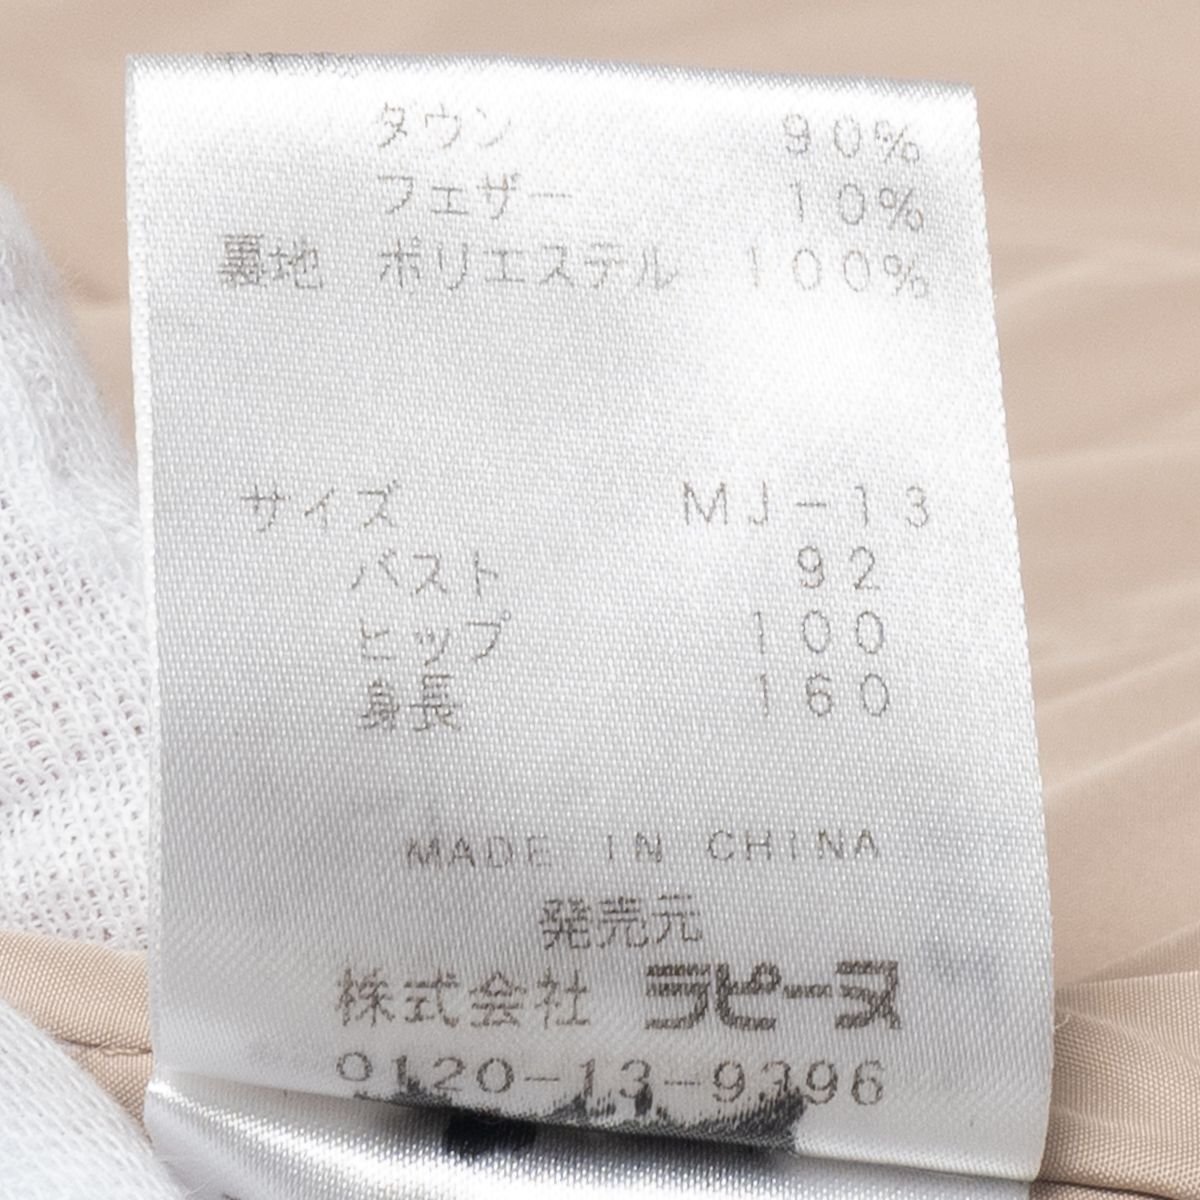 ダウン 90%
フェザー 10%
裏地 ポリエステル 100%
サイズ MJ-13
バスト 92
ヒップ 100
身長 160
MADE IN CHINA
発売元
株式会社 ラピーヌ
0120-13-9396